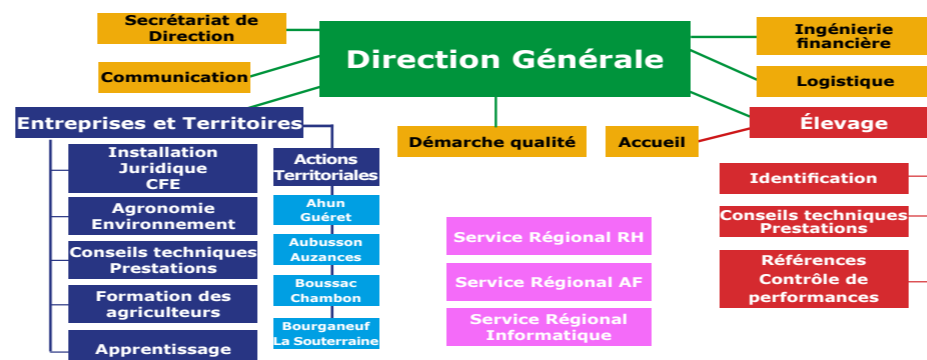 Secrétariat de
Direction
Communication
Direction Générale
Ingénierie
financière
Logistique
Entreprises et Territoires
Démarche qualité
Accueil
Élevage
Installation
Juridique
CFE
Agronomie
Environnement
Conseils techniques
Prestations
Formation des
agriculteurs
Apprentissage
Actions
Territoriales
Ahun
Guéret
Aubusson
Auzances
Boussac
Chambon
Bourganeuf
La Souterraine
Service Régional RH
Service Régional AF
Service Régional
Informatique
Identification
Conseils techniques
Prestations
Références
Contrôle de
performances